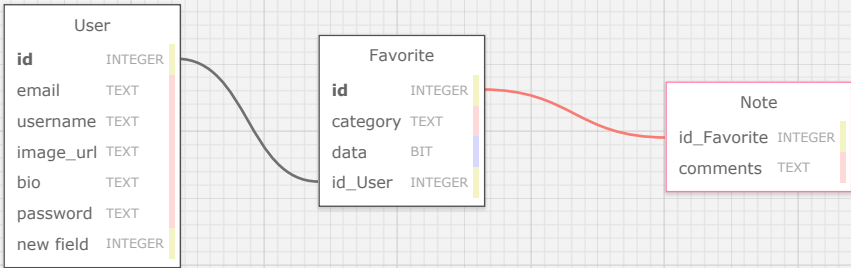 User
id INTEGER
email TEXT
username TEXT
image_url TEXT
bio TEXT
password TEXT
new field INTEGER
Favorite
id INTEGER
category TEXT
data BIT
id_User INTEGER
Note
id_Favorite INTEGER
comments TEXT